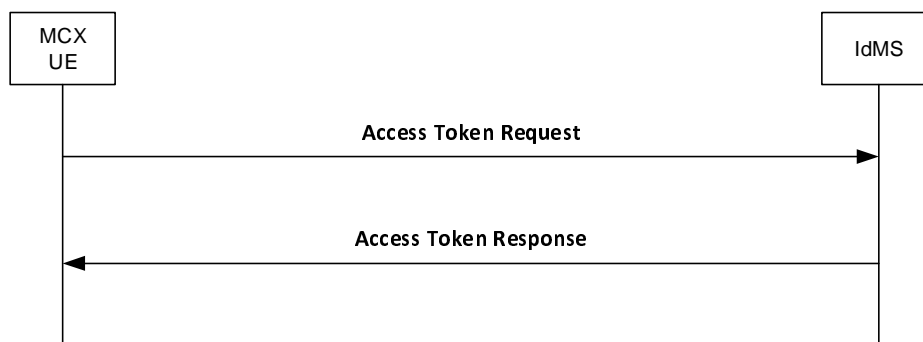 MCX
UE
IdMS
Access Token Request
Access Token Response